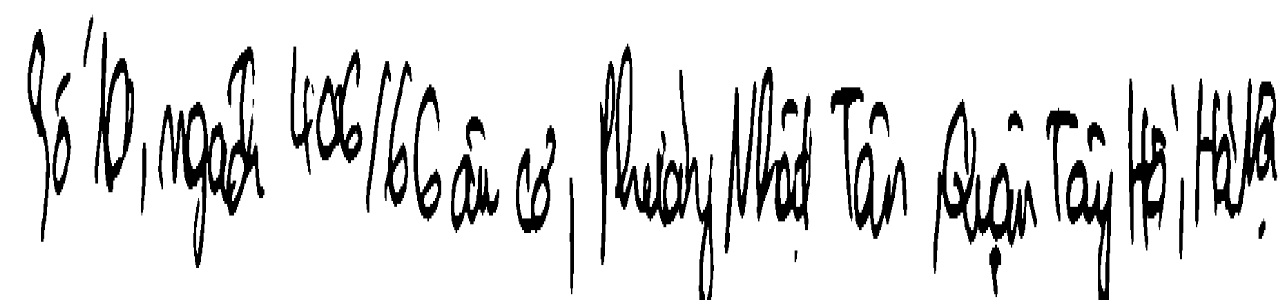 Số 10, ngách 406/66 Âu cơ, Phường Nhật Tân Quận Tây Hồ, Hà Nội